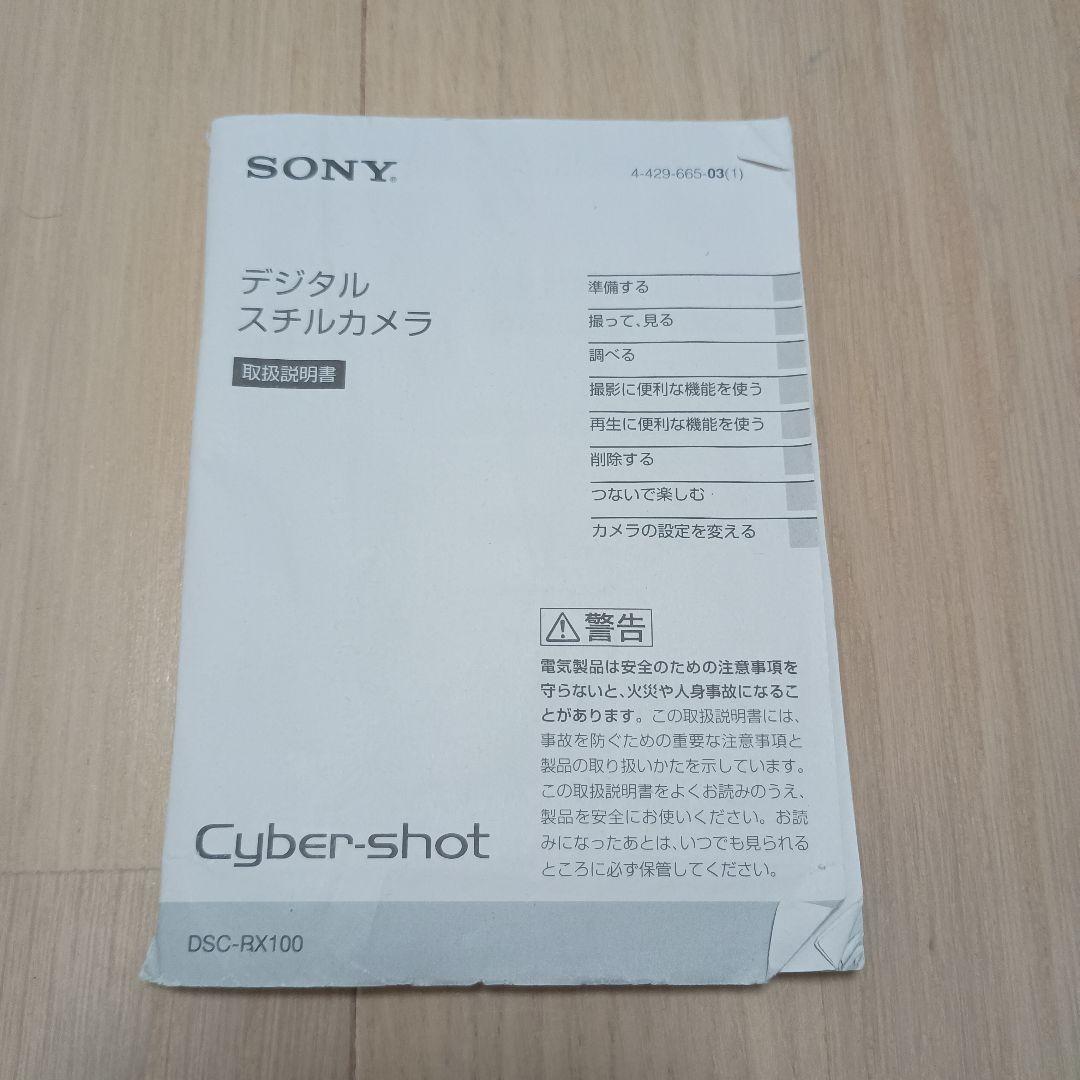 SONY®
4-429-665-03(1)
デジタル
スチルカメラ
取扱説明書
準備する
撮って、見る
調べる
撮影に便利な機能を使う
再生に便利な機能を使う
削除する
つないで楽しむ
カメラの設定を変える
警告
電気製品は安全のための注意事項を
守らないと、火災や人身事故になるこ
とがあります。この取扱説明書には、
事故を防ぐための重要な注意事項と
製品の取り扱いかたを示しています。
この取扱説明書をよくお読みのうえ、
製品を安全にお使いください。お読
みになったあとは、いつでも見られる
ところに必ず保管してください。
Cyber-shot
DSC-RX100